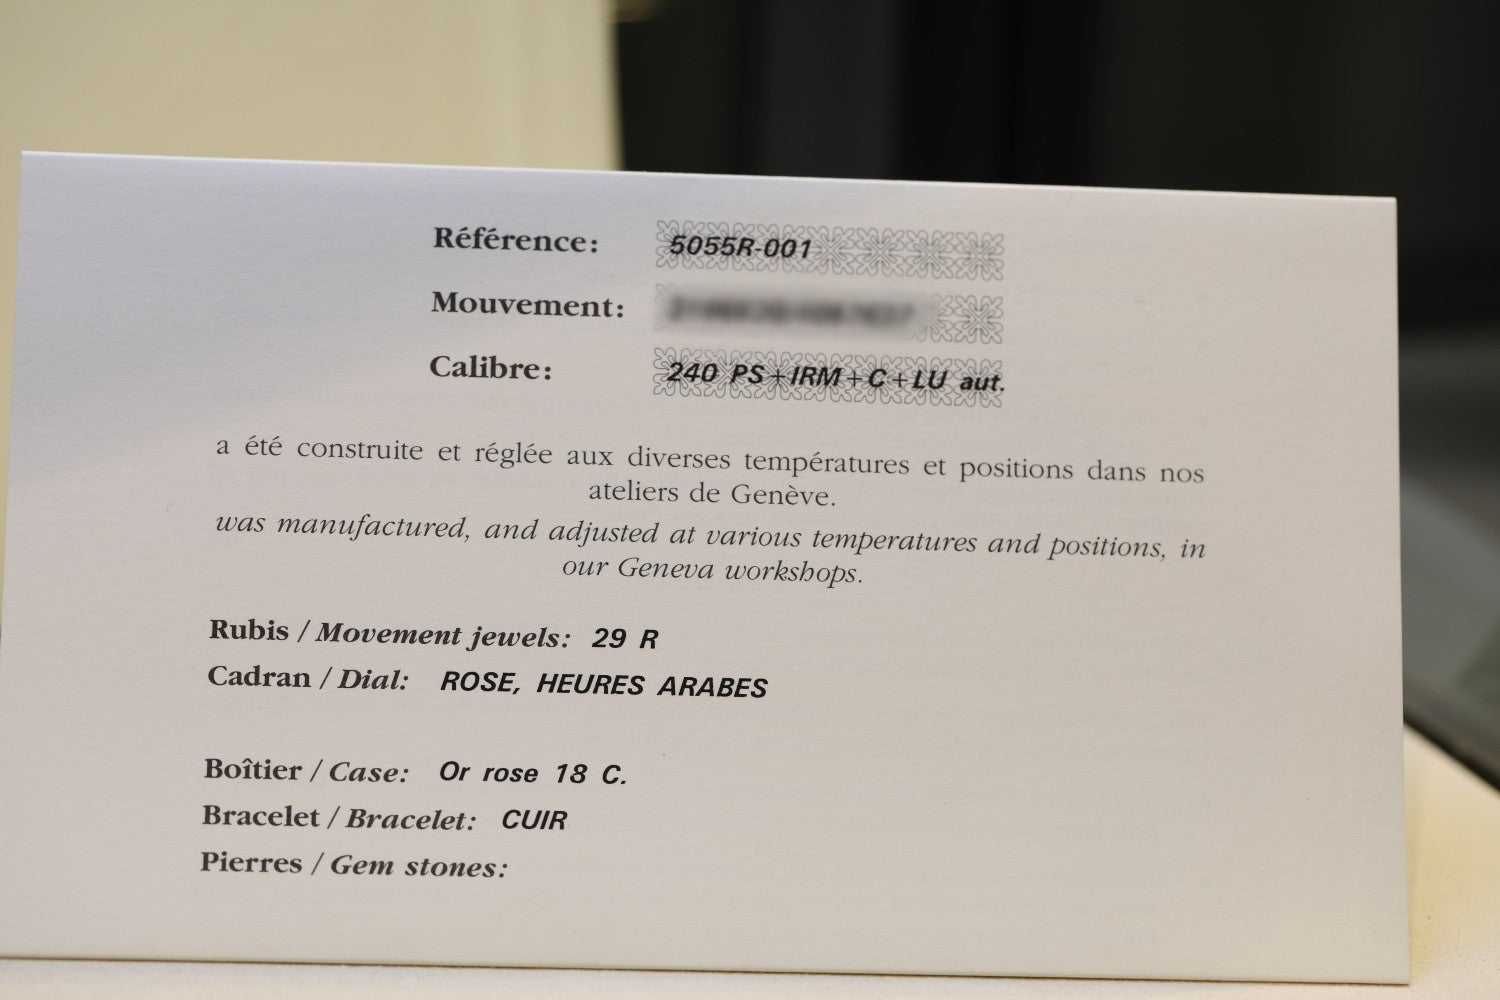 Référence: 5055R-001
Mouvement:
Calibre: 240 PS+IRM+C+LU aut.
a été construite et réglée aux diverses températures et positions dans nos
ateliers de Genève.
was manufactured, and adjusted at various temperatures and positions, in
our Geneva workshops.
Rubis / Movement jewels: 29 R
Cadran / Dial: ROSE, HEURES ARABES
Boîtier / Case: Or rose 18 C.
Bracelet / Bracelet: CUIR
Pierres / Gem stones: